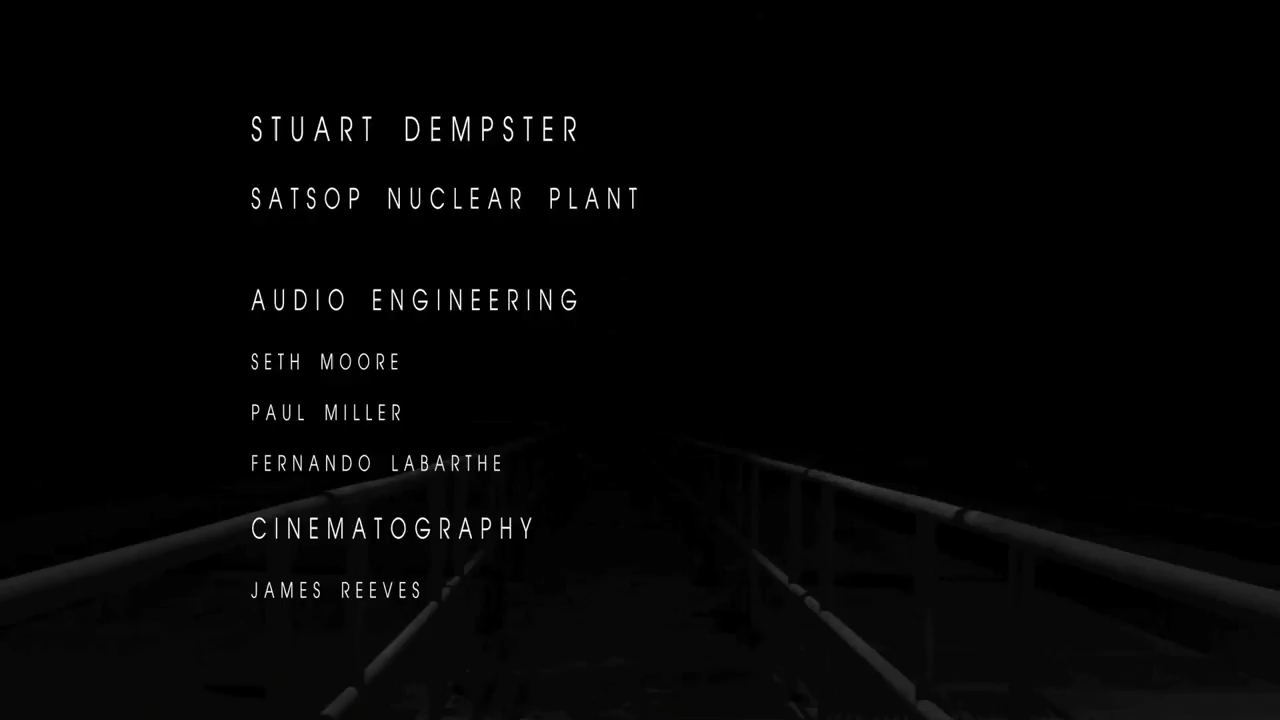 STUART DEMPSTER
SATSOP NUCLEAR PLANT
AUDIO ENGINEERING
SETH MOORE
PAUL MILLER
FERNANDO LABARTHE
CINEMATOGRAPHY
JAMES REEVES